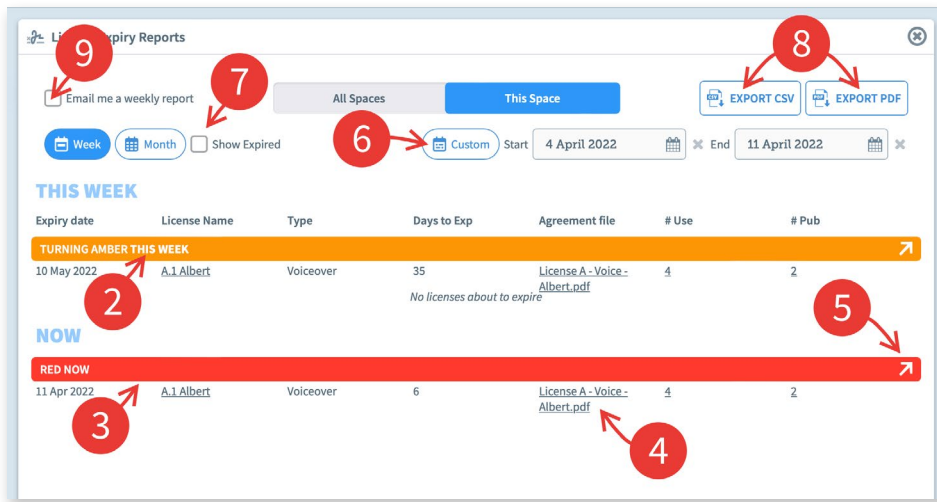 Expiry Reports
9
8
7
Email me a weekly report
All Spaces
This Space
EXPORT CSV
EXPORT PDF
6
Week
Month
Show Expired
Custom
Start
4 April 2022
End
11 April 2022
THIS WEEK
Expiry date License Name Type Days to Exp Agreement file # Use # Pub
TURNING AMBER THIS WEEK
10 May 2022 A.1 Albert Voiceover 35 License A - Voice - 4 2
Albert.pdf
No licenses about to expire
2
5
NOW
RED NOW
11 Apr 2022 A.1 Albert Voiceover 6 License A - Voice - 4 2
Albert.pdf
3
4